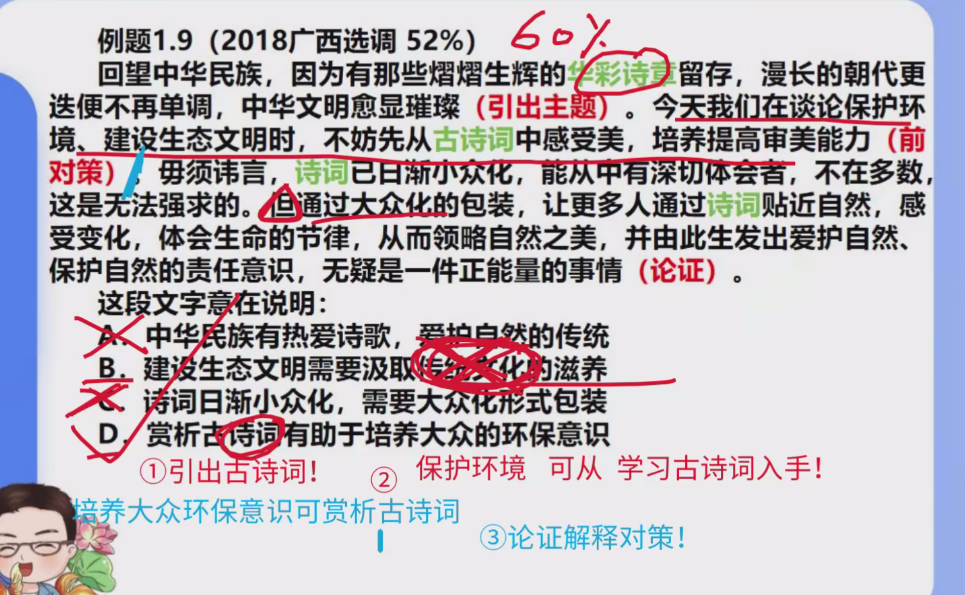 例题1.9（2018广西选调 52%）
60%
回望中华民族，因为有那些熠熠生辉的华彩诗章留存，漫长的朝代更
迭便不再单调，中华文明愈显璀璨（引出主题）。今天我们在谈论保护环
境、建设生态文明时，不妨先从古诗词中感受美，培养提高审美能力（前
对策）。毋须讳言，诗词已日渐小众化，能从中有深切体会者，不在多数，
这是无法强求的。但通过大众化的包装，让更多人通过诗词贴近自然，感
受变化，体会生命的节律，从而领略自然之美，并由此生发出爱护自然、
保护自然的责任意识，无疑是一件正能量的事情（论证）。
这段文字意在说明：
A．中华民族有热爱诗歌，爱护自然的传统
B．建设生态文明需要汲取传统文化的滋养
C．诗词日渐小众化，需要大众化形式包装
D．赏析古诗词有助于培养大众的环保意识
①引出古诗词！ ② 保护环境 可从 学习古诗词入手！
培养大众环保意识可赏析古诗词
③论证解释对策！